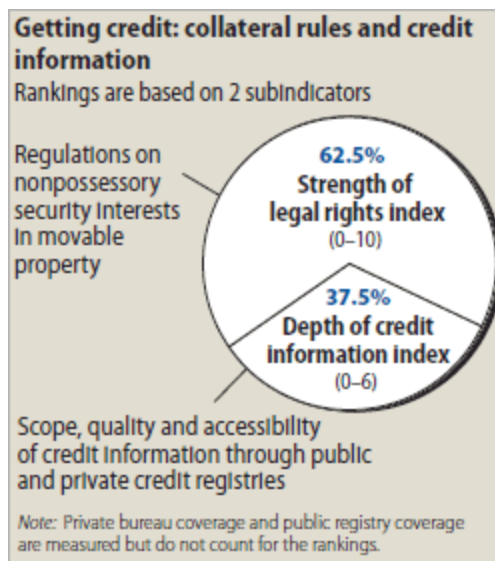 Getting credit: collateral rules and credit
information
Rankings are based on 2 subindicators
Regulations on
nonpossessory
security interests
in movable
property
62.5%
Strength of
legal rights index
(0–10)
37.5%
Depth of credit
information index
(0–6)
Scope, quality and accessibility
of credit information through public
and private credit registries
Note: Private bureau coverage and public registry coverage
are measured but do not count for the rankings.